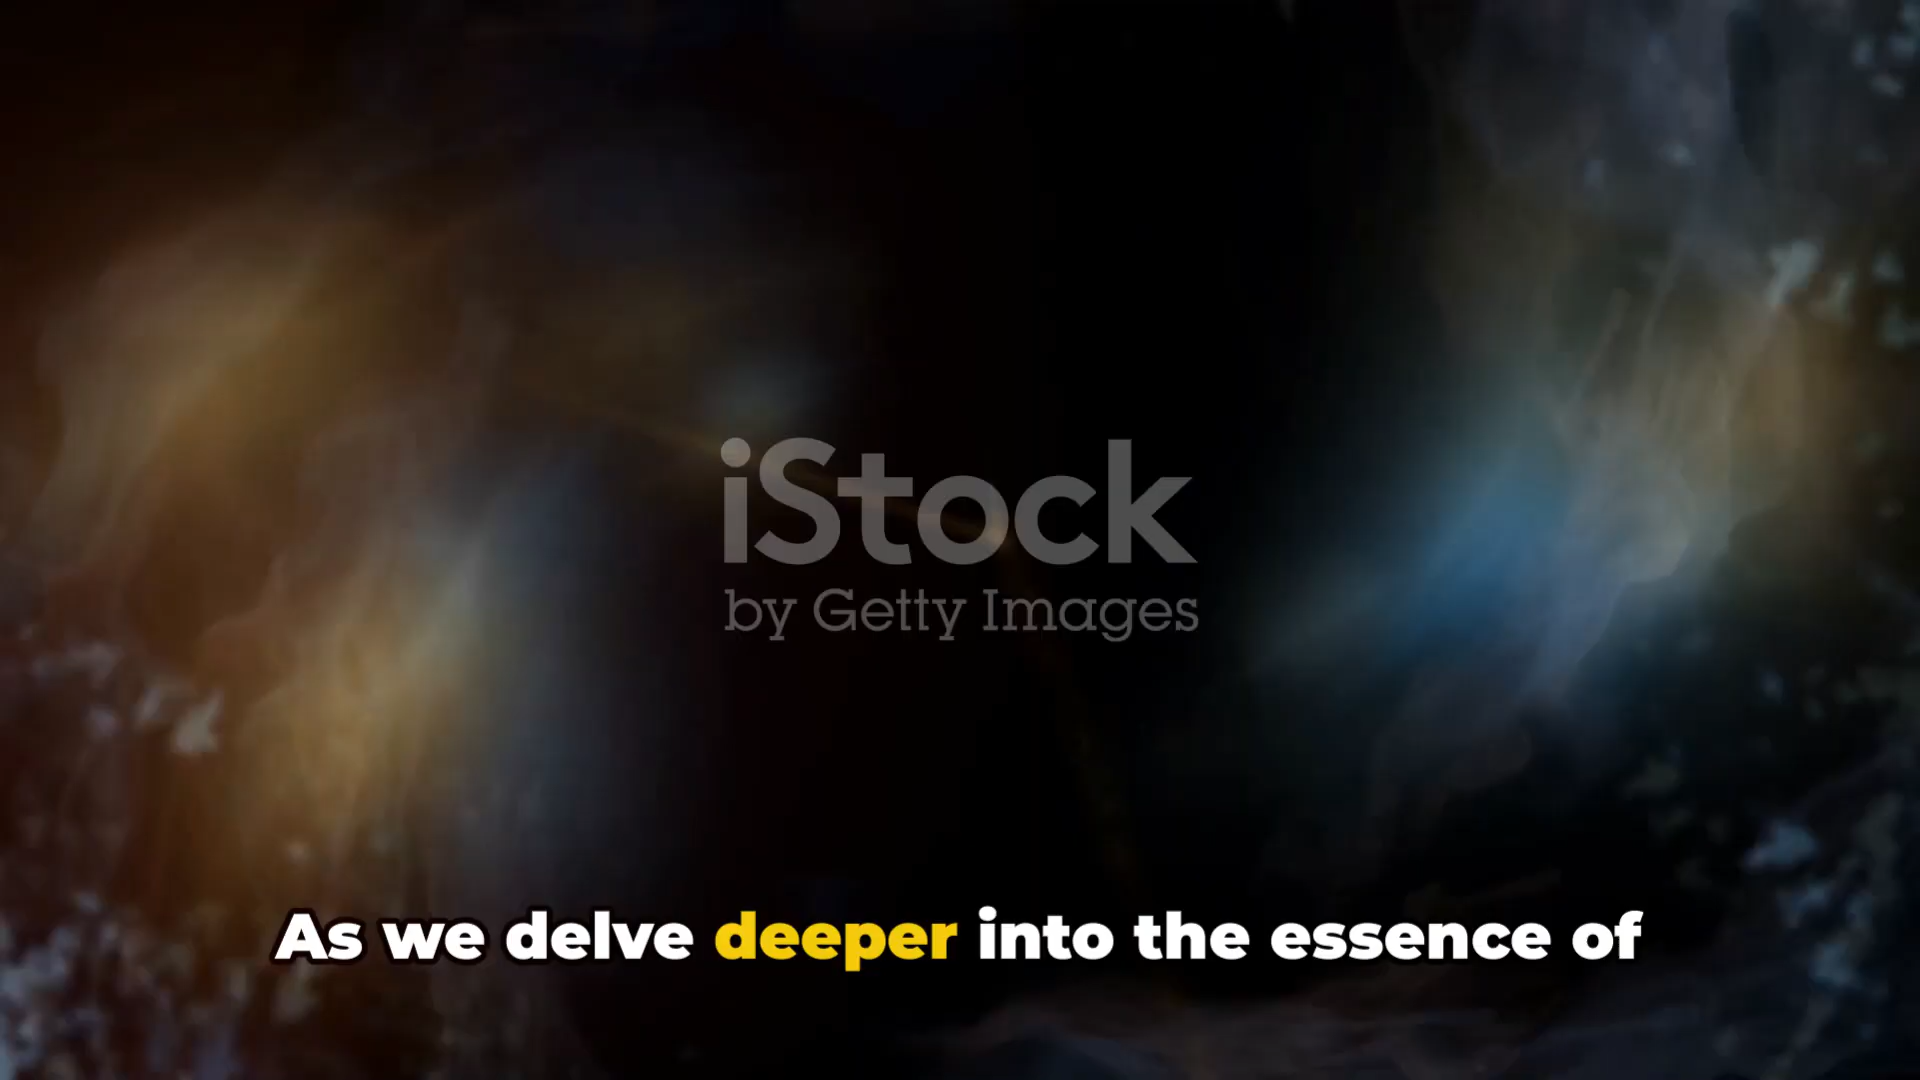 iStock
by Getty Images
As we delve deeper into the essence of